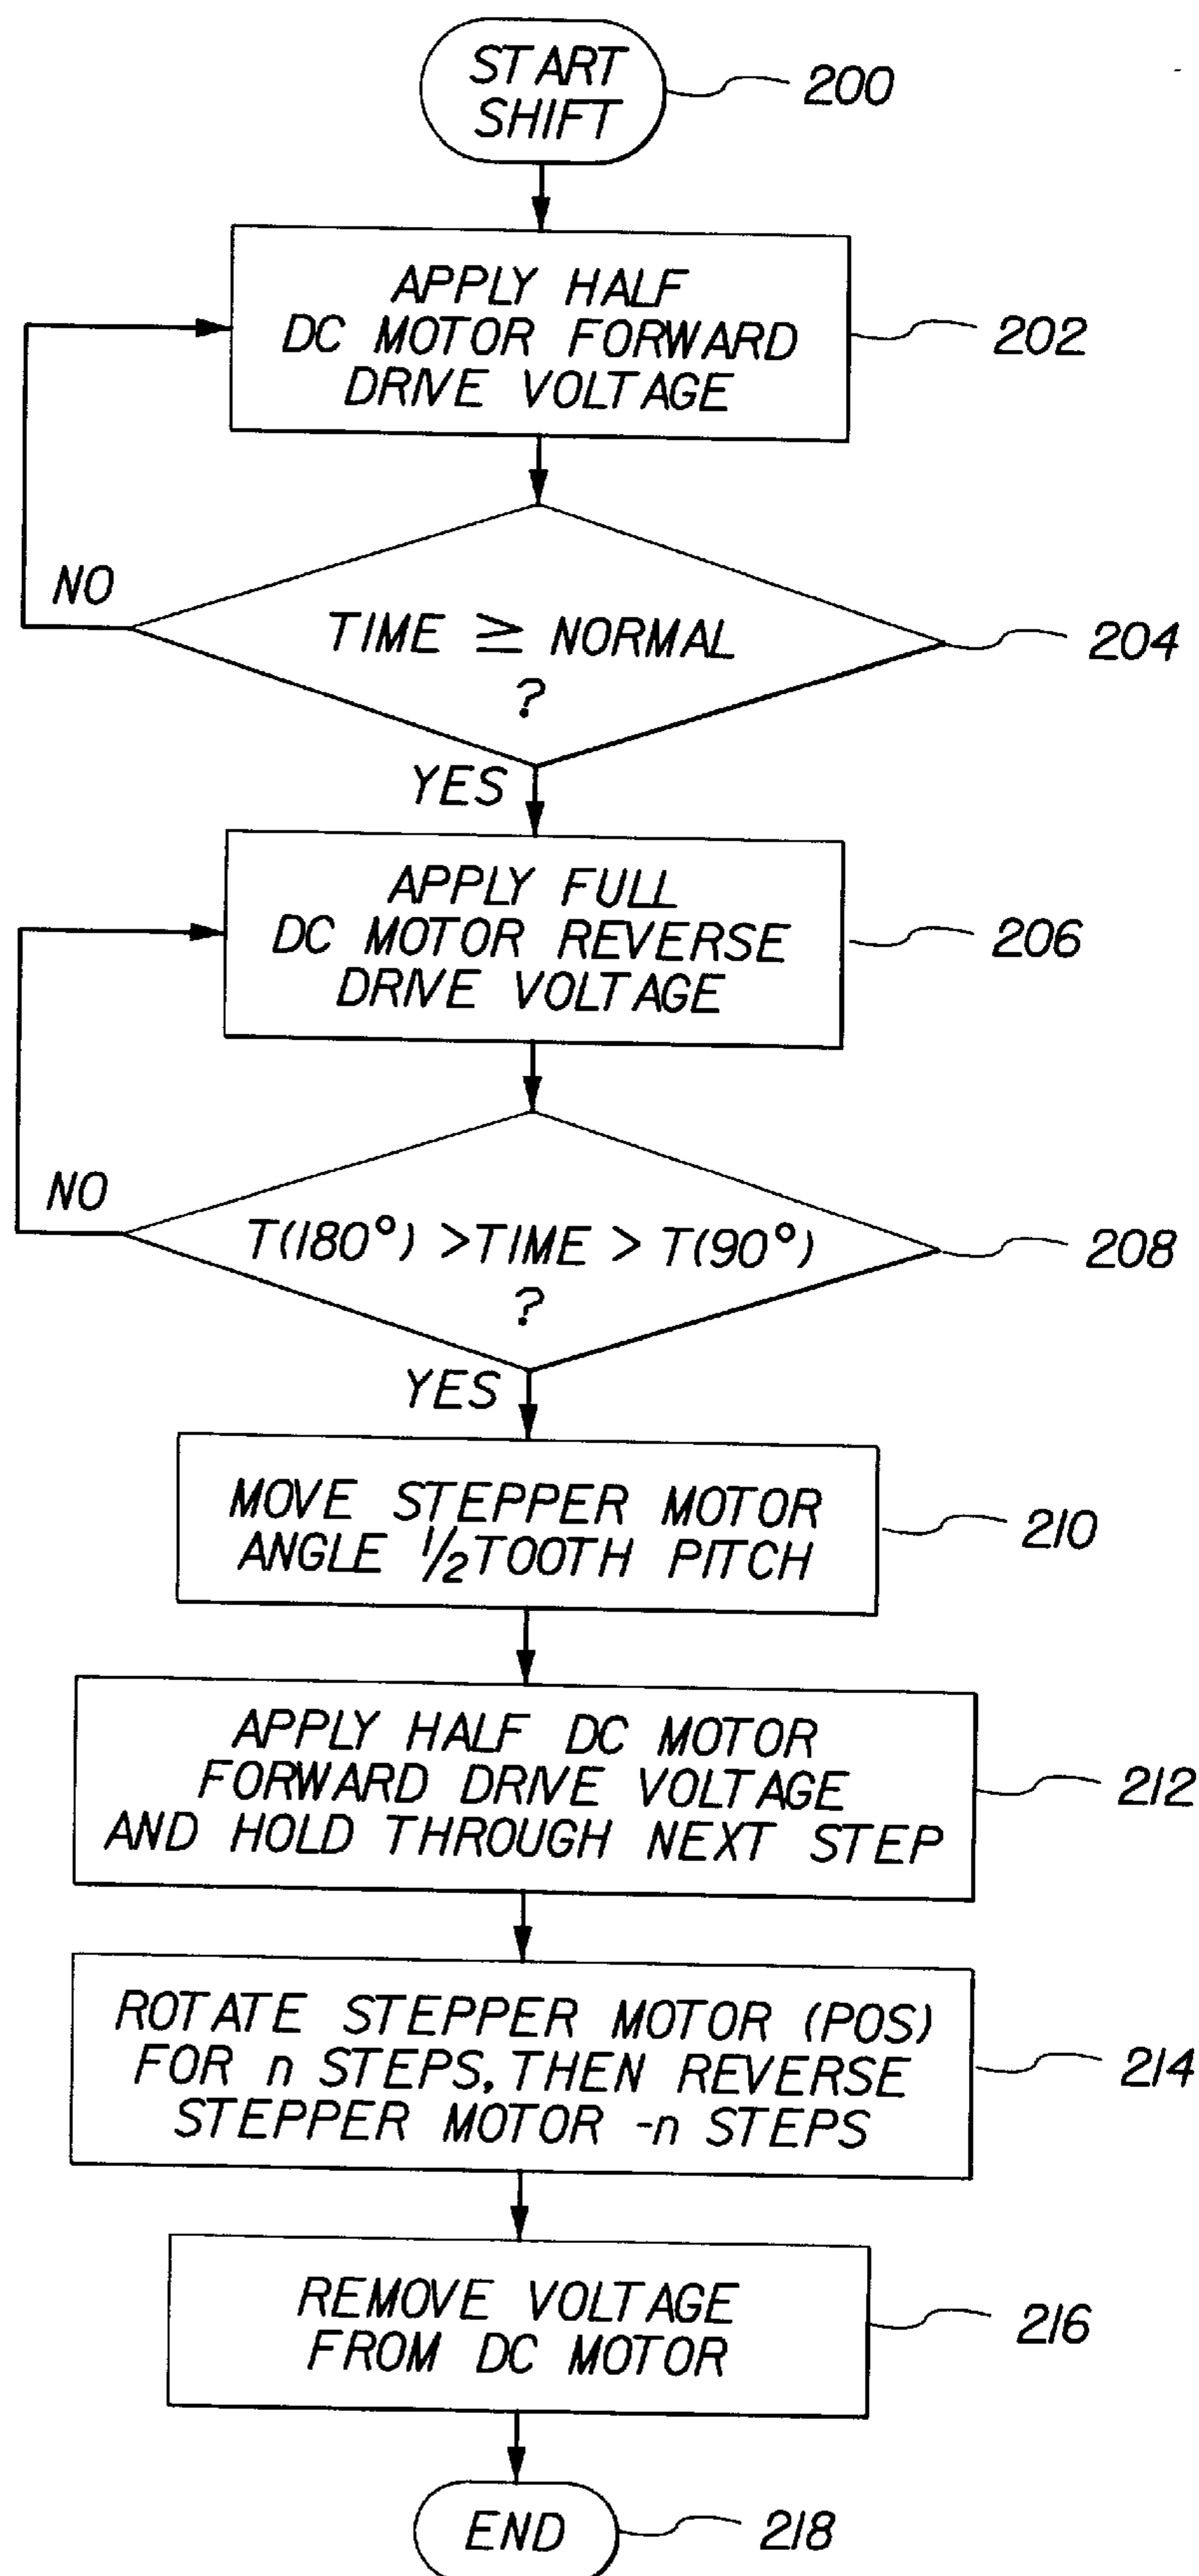 START
SHIFT
200
APPLY HALF
DC MOTOR FORWARD
DRIVE VOLTAGE
202
NO
TIME ≥ NORMAL
?
204
YES
APPLY FULL
DC MOTOR REVERSE
DRIVE VOLTAGE
206
NO
T(180°) >TIME > T(90°)
?
208
YES
MOVE STEPPER MOTOR
ANGLE 1/2 TOOTH PITCH
210
APPLY HALF DC MOTOR
FORWARD DRIVE VOLTAGE
AND HOLD THROUGH NEXT STEP
212
ROTATE STEPPER MOTOR (POS)
FOR n STEPS, THEN REVERSE
STEPPER MOTOR -n STEPS
214
REMOVE VOLTAGE
FROM DC MOTOR
216
END
218